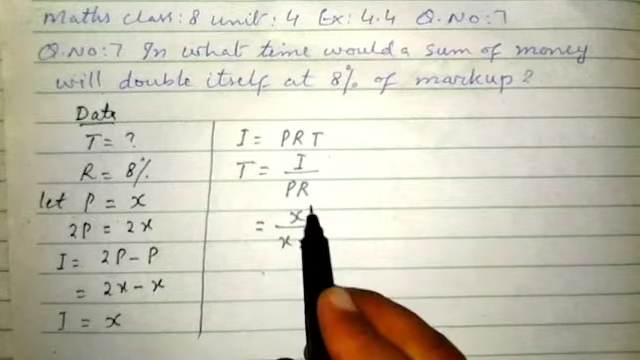 Maths class: 8 unit: 4 Ex: 4.4 Q.No: 7
Q.No: 7 In what time would a sum of money
will double itself at 8% of markup?
Data
T = ?
R = 8%
let P = x
2P = 2x
I = 2P - P
= 2x - x
I = x
I = PRT
T = I
PR
= x
x